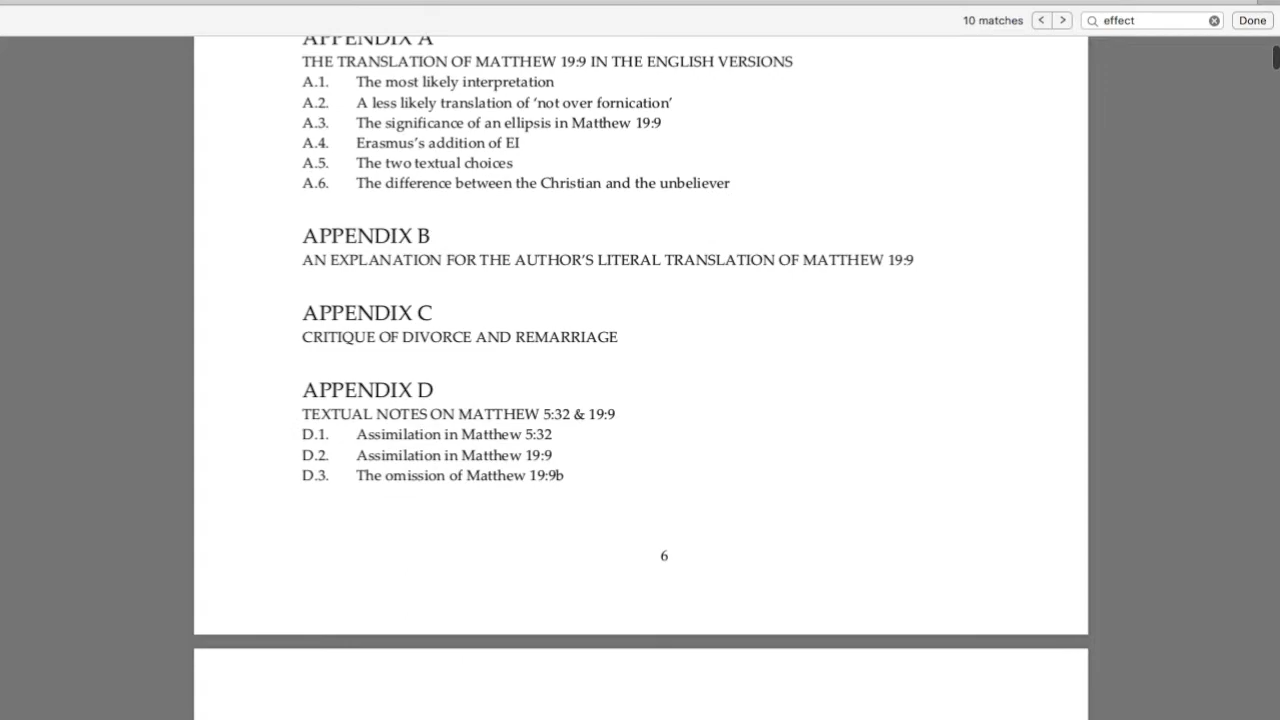 10 matches < > effect Done
APPENDIX A
THE TRANSLATION OF MATTHEW 19:9 IN THE ENGLISH VERSIONS
A.1. The most likely interpretation
A.2. A less likely translation of ‘not over fornication’
A.3. The significance of an ellipsis in Matthew 19:9
A.4. Erasmus’s addition of EI
A.5. The two textual choices
A.6. The difference between the Christian and the unbeliever
APPENDIX B
AN EXPLANATION FOR THE AUTHOR’S LITERAL TRANSLATION OF MATTHEW 19:9
APPENDIX C
CRITIQUE OF DIVORCE AND REMARRIAGE
APPENDIX D
TEXTUAL NOTES ON MATTHEW 5:32 & 19:9
D.1. Assimilation in Matthew 5:32
D.2. Assimilation in Matthew 19:9
D.3. The omission of Matthew 19:9b
6